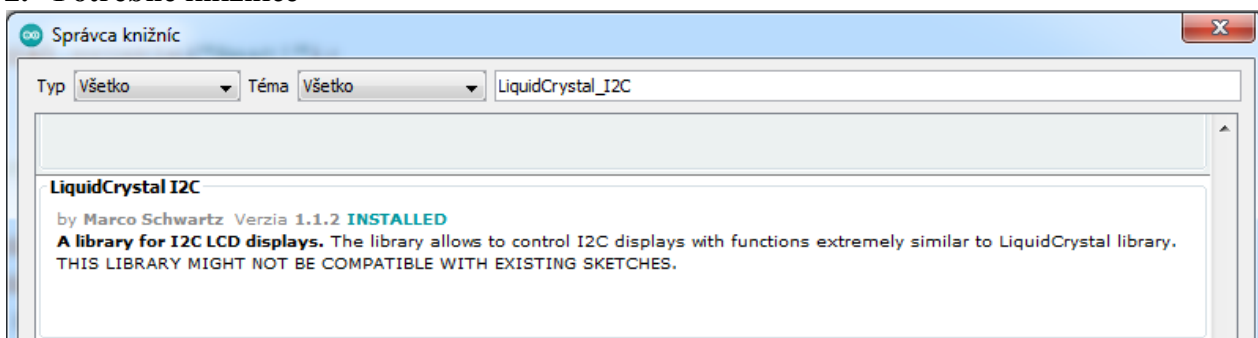 Správca knižníc
Typ Všetko Téma Všetko LiquidCrystal_I2C
LiquidCrystal I2C
by Marco Schwartz Verzia 1.1.2 INSTALLED
A library for I2C LCD displays. The library allows to control I2C displays with functions extremely similar to LiquidCrystal library.
THIS LIBRARY MIGHT NOT BE COMPATIBLE WITH EXISTING SKETCHES.